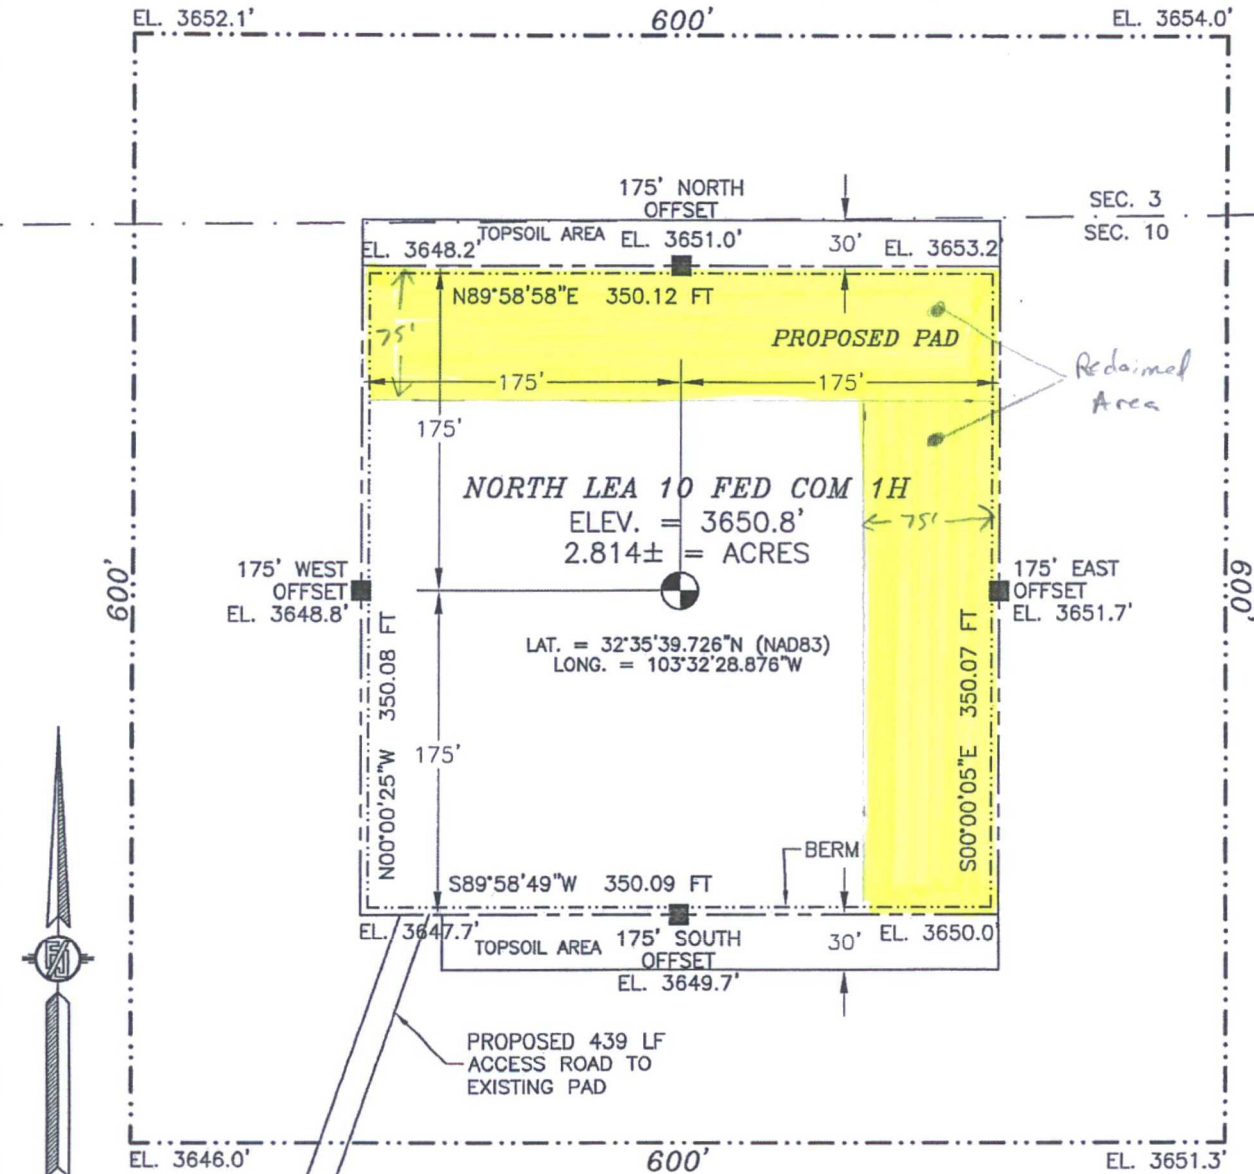 EL. 3652.1'
600'
EL. 3654.0'
175' NORTH
OFFSET
SEC. 3
SEC. 10
TOPSOIL AREA
EL. 3648.2'
EL. 3651.0'
30'
EL. 3653.2'
N89°58'58"E 350.12 FT
75'
PROPOSED PAD
Reclaimed
Area
175'
175'
175'
NORTH LEA 10 FED COM 1H
ELEV. = 3650.8'
2.814± = ACRES
75'
600'
175' WEST
OFFSET
EL. 3648.8'
175' EAST
OFFSET
EL. 3651.7'
600'
LAT. = 32°35'39.726"N (NAD83)
LONG. = 103°32'28.876"W
N00°00'25"W 350.08 FT
175'
S00°00'05"E 350.07 FT
BERM
S89°58'49"W 350.09 FT
EL. 3647.7'
TOPSOIL AREA
175' SOUTH
OFFSET
EL. 3649.7'
30'
EL. 3650.0'
PROPOSED 439 LF
ACCESS ROAD TO
EXISTING PAD
EL. 3646.0'
600'
EL. 3651.3'